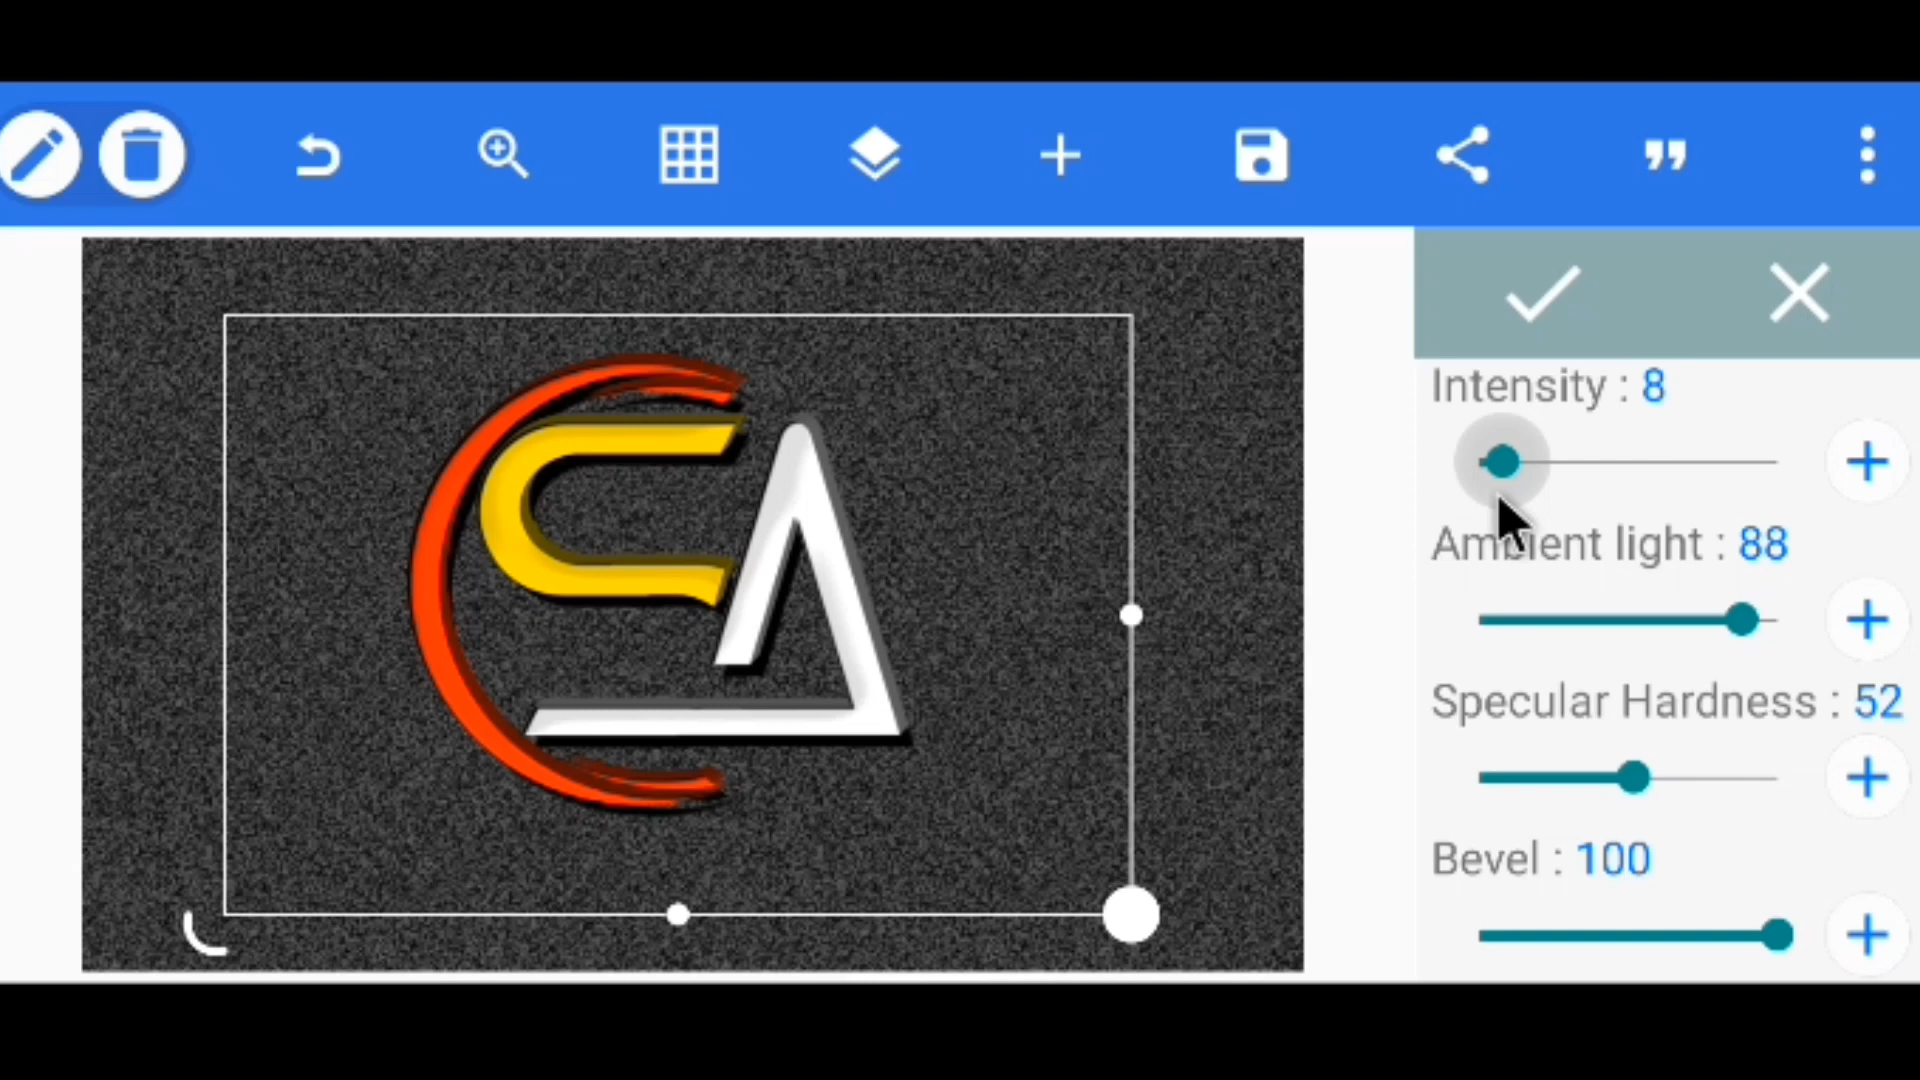 Intensity : 8
Ambient light : 88
Specular Hardness : 52
Bevel : 100